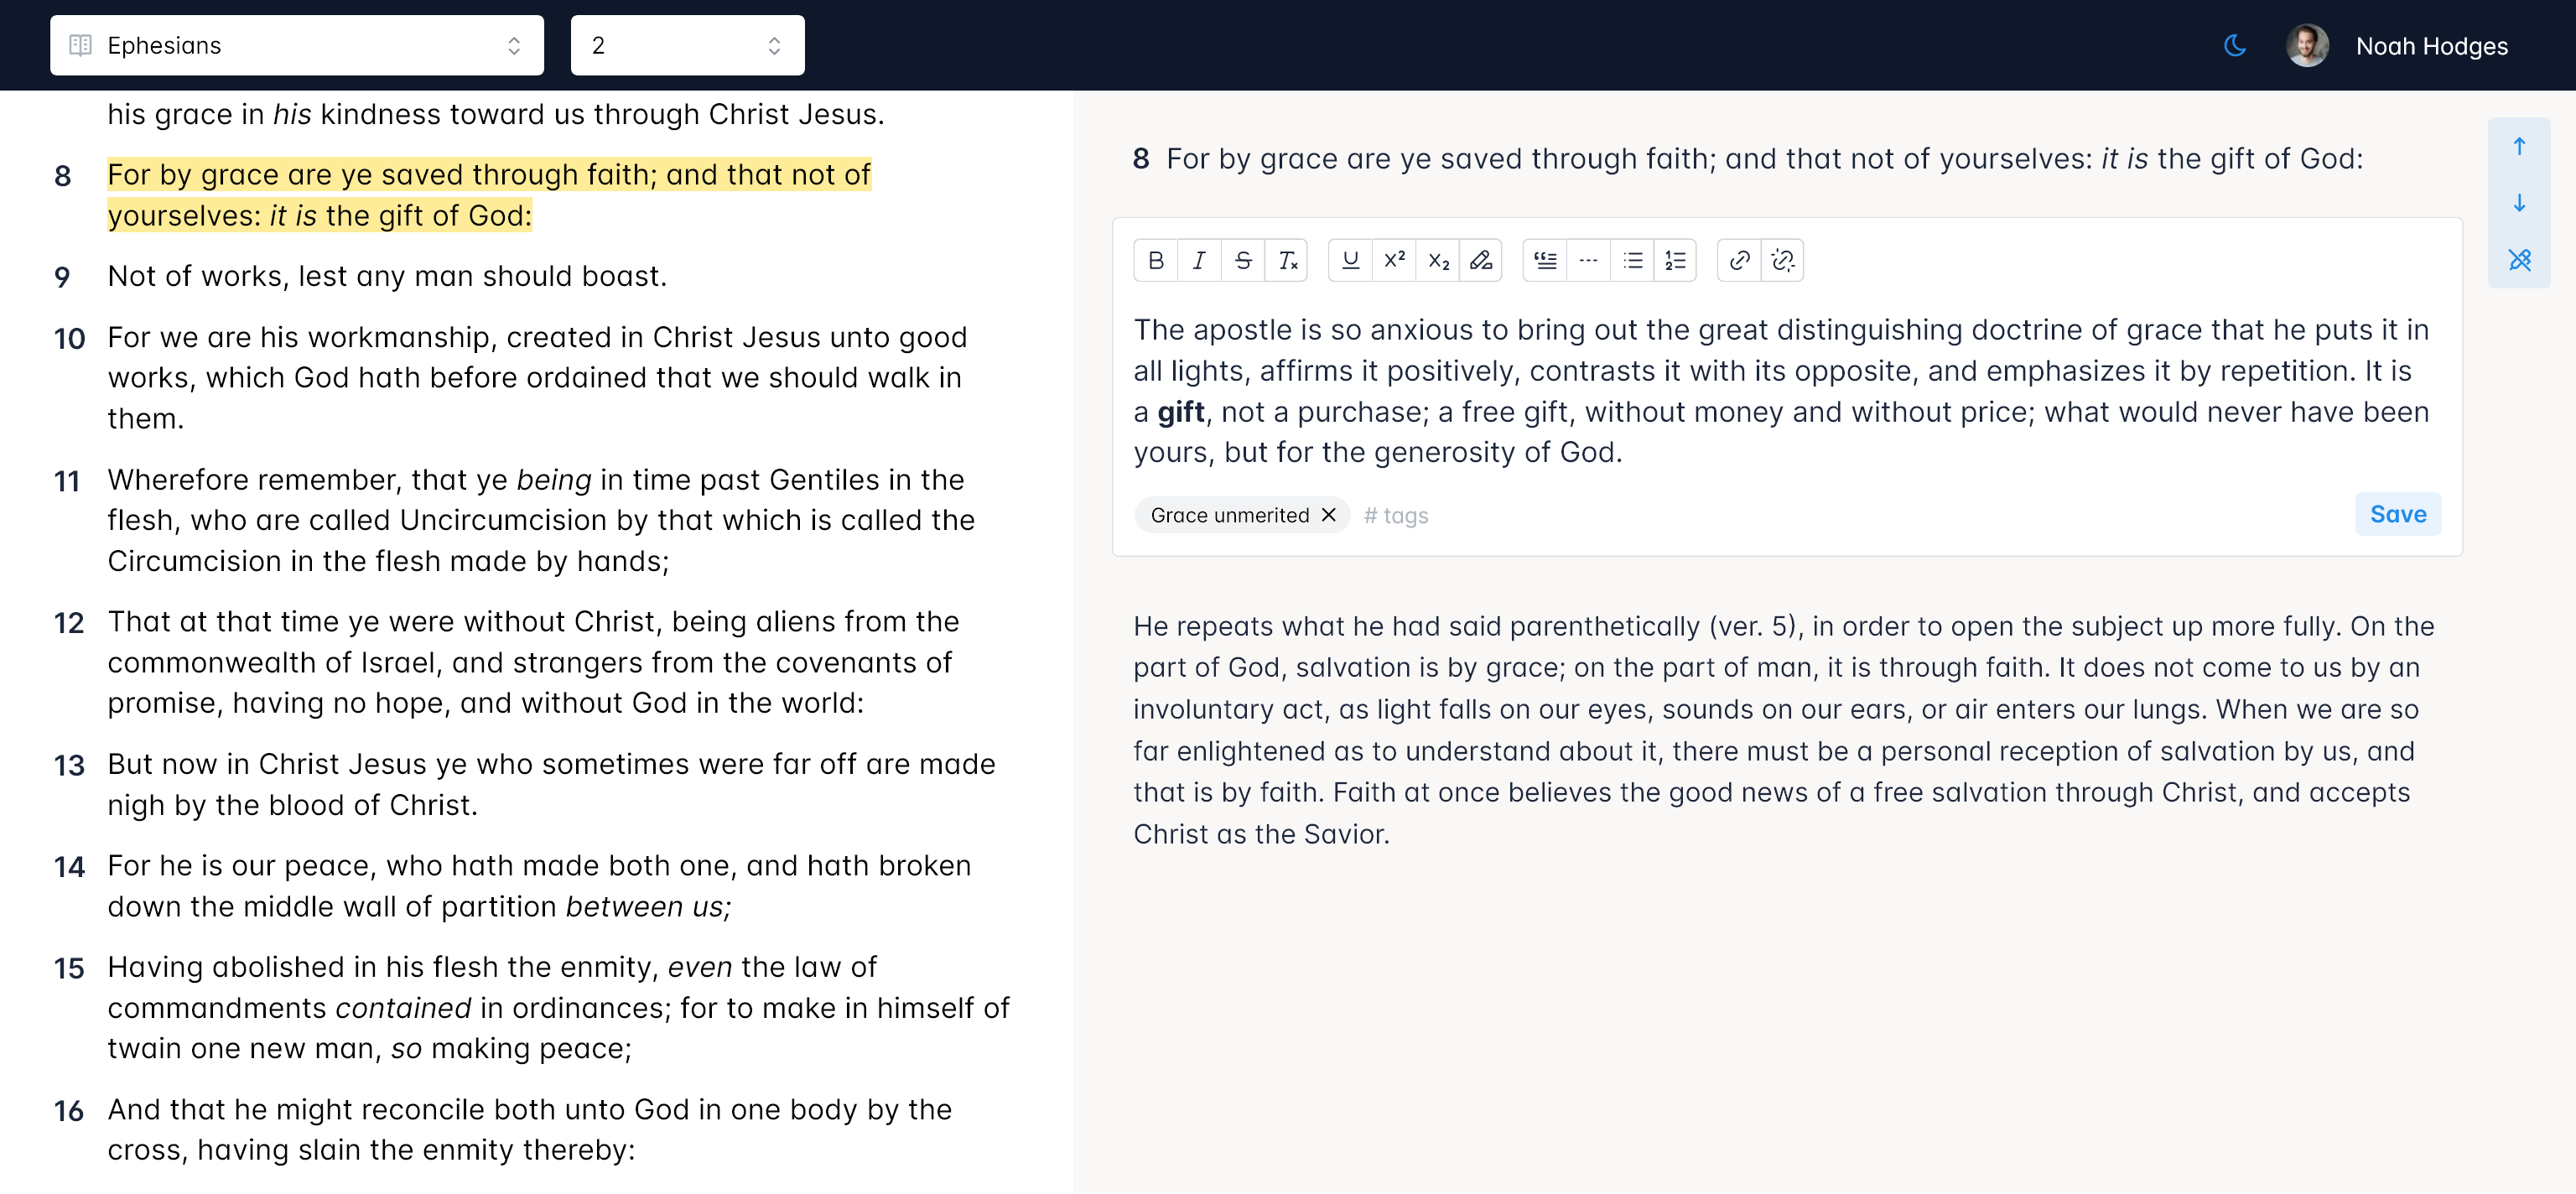 Ephesians
2
Noah Hodges
his grace in his kindness toward us through Christ Jesus.
8 For by grace are ye saved through faith; and that not of
yourselves: it is the gift of God:
9 Not of works, lest any man should boast.
10 For we are his workmanship, created in Christ Jesus unto good
works, which God hath before ordained that we should walk in
them.
11 Wherefore remember, that ye being in time past Gentiles in the
flesh, who are called Uncircumcision by that which is called the
Circumcision in the flesh made by hands;
12 That at that time ye were without Christ, being aliens from the
commonwealth of Israel, and strangers from the covenants of
promise, having no hope, and without God in the world:
13 But now in Christ Jesus ye who sometimes were far off are made
nigh by the blood of Christ.
14 For he is our peace, who hath made both one, and hath broken
down the middle wall of partition between us;
15 Having abolished in his flesh the enmity, even the law of
commandments contained in ordinances; for to make in himself of
twain one new man, so making peace;
16 And that he might reconcile both unto God in one body by the
cross, having slain the enmity thereby:
8 For by grace are ye saved through faith; and that not of yourselves: it is the gift of God:
B I S Tx U x² x₂
The apostle is so anxious to bring out the great distinguishing doctrine of grace that he puts it in
all lights, affirms it positively, contrasts it with its opposite, and emphasizes it by repetition. It is
a gift, not a purchase; a free gift, without money and without price; what would never have been
yours, but for the generosity of God.
Grace unmerited # tags
Save
He repeats what he had said parenthetically (ver. 5), in order to open the subject up more fully. On the
part of God, salvation is by grace; on the part of man, it is through faith. It does not come to us by an
involuntary act, as light falls on our eyes, sounds on our ears, or air enters our lungs. When we are so
far enlightened as to understand about it, there must be a personal reception of salvation by us, and
that is by faith. Faith at once believes the good news of a free salvation through Christ, and accepts
Christ as the Savior.